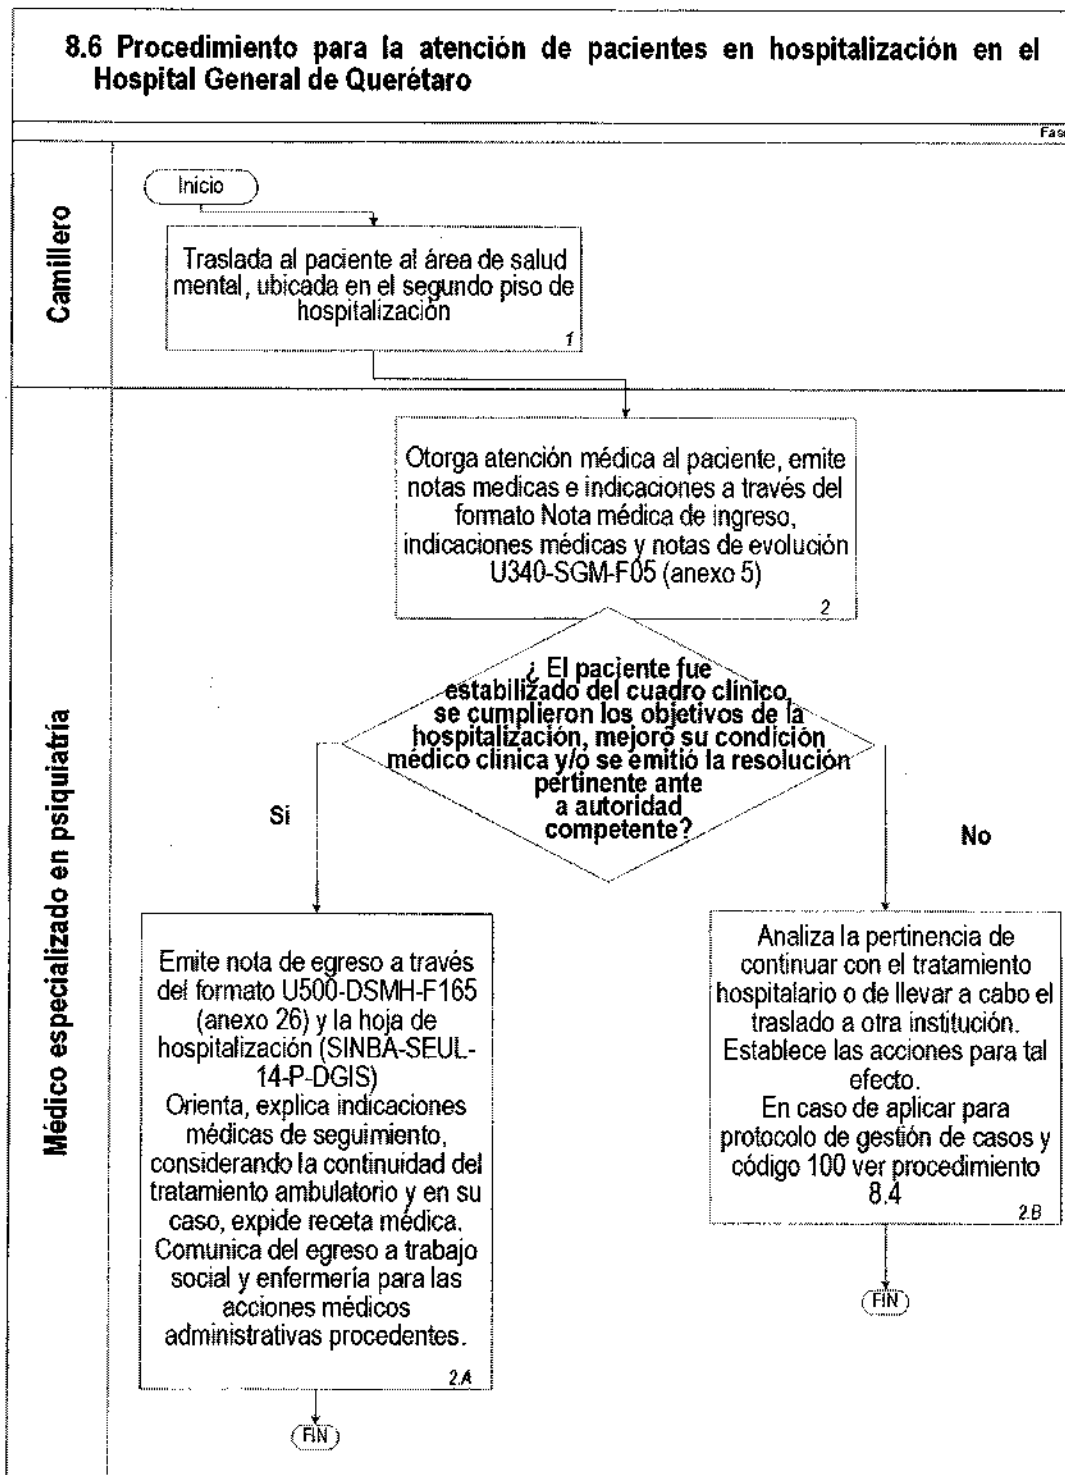 8.6 Procedimiento para la atención de pacientes en hospitalización en el
Hospital General de Querétaro
Fase
Camillero
Inicio
Traslada al paciente al área de salud
mental, ubicada en el segundo piso de
hospitalización
1
Médico especializado en psiquiatría
Otorga atención médica al paciente, emite
notas medicas e indicaciones a través del
formato Nota médica de ingreso,
indicaciones médicas y notas de evolución
U340-SGM-F05 (anexo 5)
2
¿ El paciente fue
estabilizado del cuadro clínico,
se cumplieron los objetivos de la
hospitalización, mejoró su condición
médico clinica y/o se emitió la resolución
pertinente ante
a autoridad
competente?
Si
No
Emite nota de egreso a través
del formato U500-DSMH-F165
(anexo 26) y la hoja de
hospitalización (SINBA-SEUL-
14-P-DGIS)
Orienta, explica indicaciones
médicas de seguimiento,
considerando la continuidad del
tratamiento ambulatorio y en su
caso, expide receta médica.
Comunica del egreso a trabajo
social y enfermería para las
acciones médicos
administrativas procedentes.
2.A
FIN
Analiza la pertinencia de
continuar con el tratamiento
hospitalario o de llevar a cabo el
traslado a otra institución.
Establece las acciones para tal
efecto.
En caso de aplicar para
protocolo de gestión de casos y
código 100 ver procedimiento
8.4
2.B
FIN